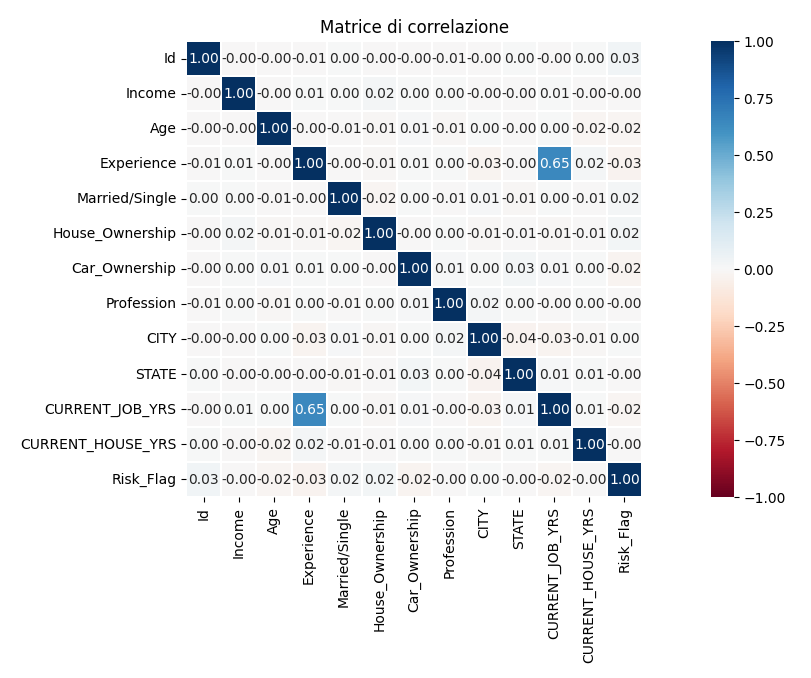 Matrice di correlazione
Id 1.00 -0.00 -0.00 -0.01 0.00 -0.00 -0.00 -0.01 -0.00 0.00 -0.00 0.00 0.03
Income -0.00 1.00 -0.00 0.01 0.00 0.02 0.00 0.00 -0.00 -0.00 0.01 -0.00 -0.00
Age -0.00 -0.00 1.00 -0.00 -0.01 -0.01 0.01 -0.01 0.00 -0.00 0.00 -0.02 -0.02
Experience -0.01 0.01 -0.00 1.00 -0.00 -0.01 0.01 0.00 -0.03 -0.00 0.65 0.02 -0.03
Married/Single 0.00 0.00 -0.01 -0.00 1.00 -0.02 0.00 -0.01 0.01 -0.01 0.00 -0.01 0.02
House_Ownership -0.00 0.02 -0.01 -0.01 -0.02 1.00 -0.00 0.00 -0.01 -0.01 -0.01 -0.01 0.02
Car_Ownership -0.00 0.00 0.01 0.01 0.00 -0.00 1.00 0.01 0.00 0.03 0.01 0.00 -0.02
Profession -0.01 0.00 -0.01 0.00 -0.01 0.00 0.01 1.00 0.02 0.00 -0.00 0.00 -0.00
CITY -0.00 -0.00 0.00 -0.03 0.01 -0.01 0.00 0.02 1.00 -0.04 -0.03 -0.01 0.00
STATE 0.00 -0.00 -0.00 -0.00 -0.01 -0.01 0.03 0.00 -0.04 1.00 0.01 0.01 -0.00
CURRENT_JOB_YRS -0.00 0.01 0.00 0.65 0.00 -0.01 0.01 -0.00 -0.03 0.01 1.00 0.01 -0.02
CURRENT_HOUSE_YRS 0.00 -0.00 -0.02 0.02 -0.01 -0.01 0.00 0.00 -0.01 0.01 0.01 1.00 -0.00
Risk_Flag 0.03 -0.00 -0.02 -0.03 0.02 0.02 -0.02 -0.00 0.00 -0.00 -0.02 -0.00 1.00
Id
Income
Age
Experience
Married/Single
House_Ownership
Car_Ownership
Profession
CITY
STATE
CURRENT_JOB_YRS
CURRENT_HOUSE_YRS
Risk_Flag
1.00
0.75
0.50
0.25
0.00
−0.25
−0.50
−0.75
−1.00